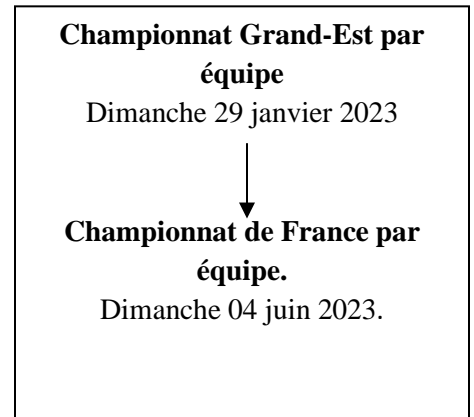 Championnat Grand-Est par
équipe
Dimanche 29 janvier 2023
Championnat de France par
équipe.
Dimanche 04 juin 2023.